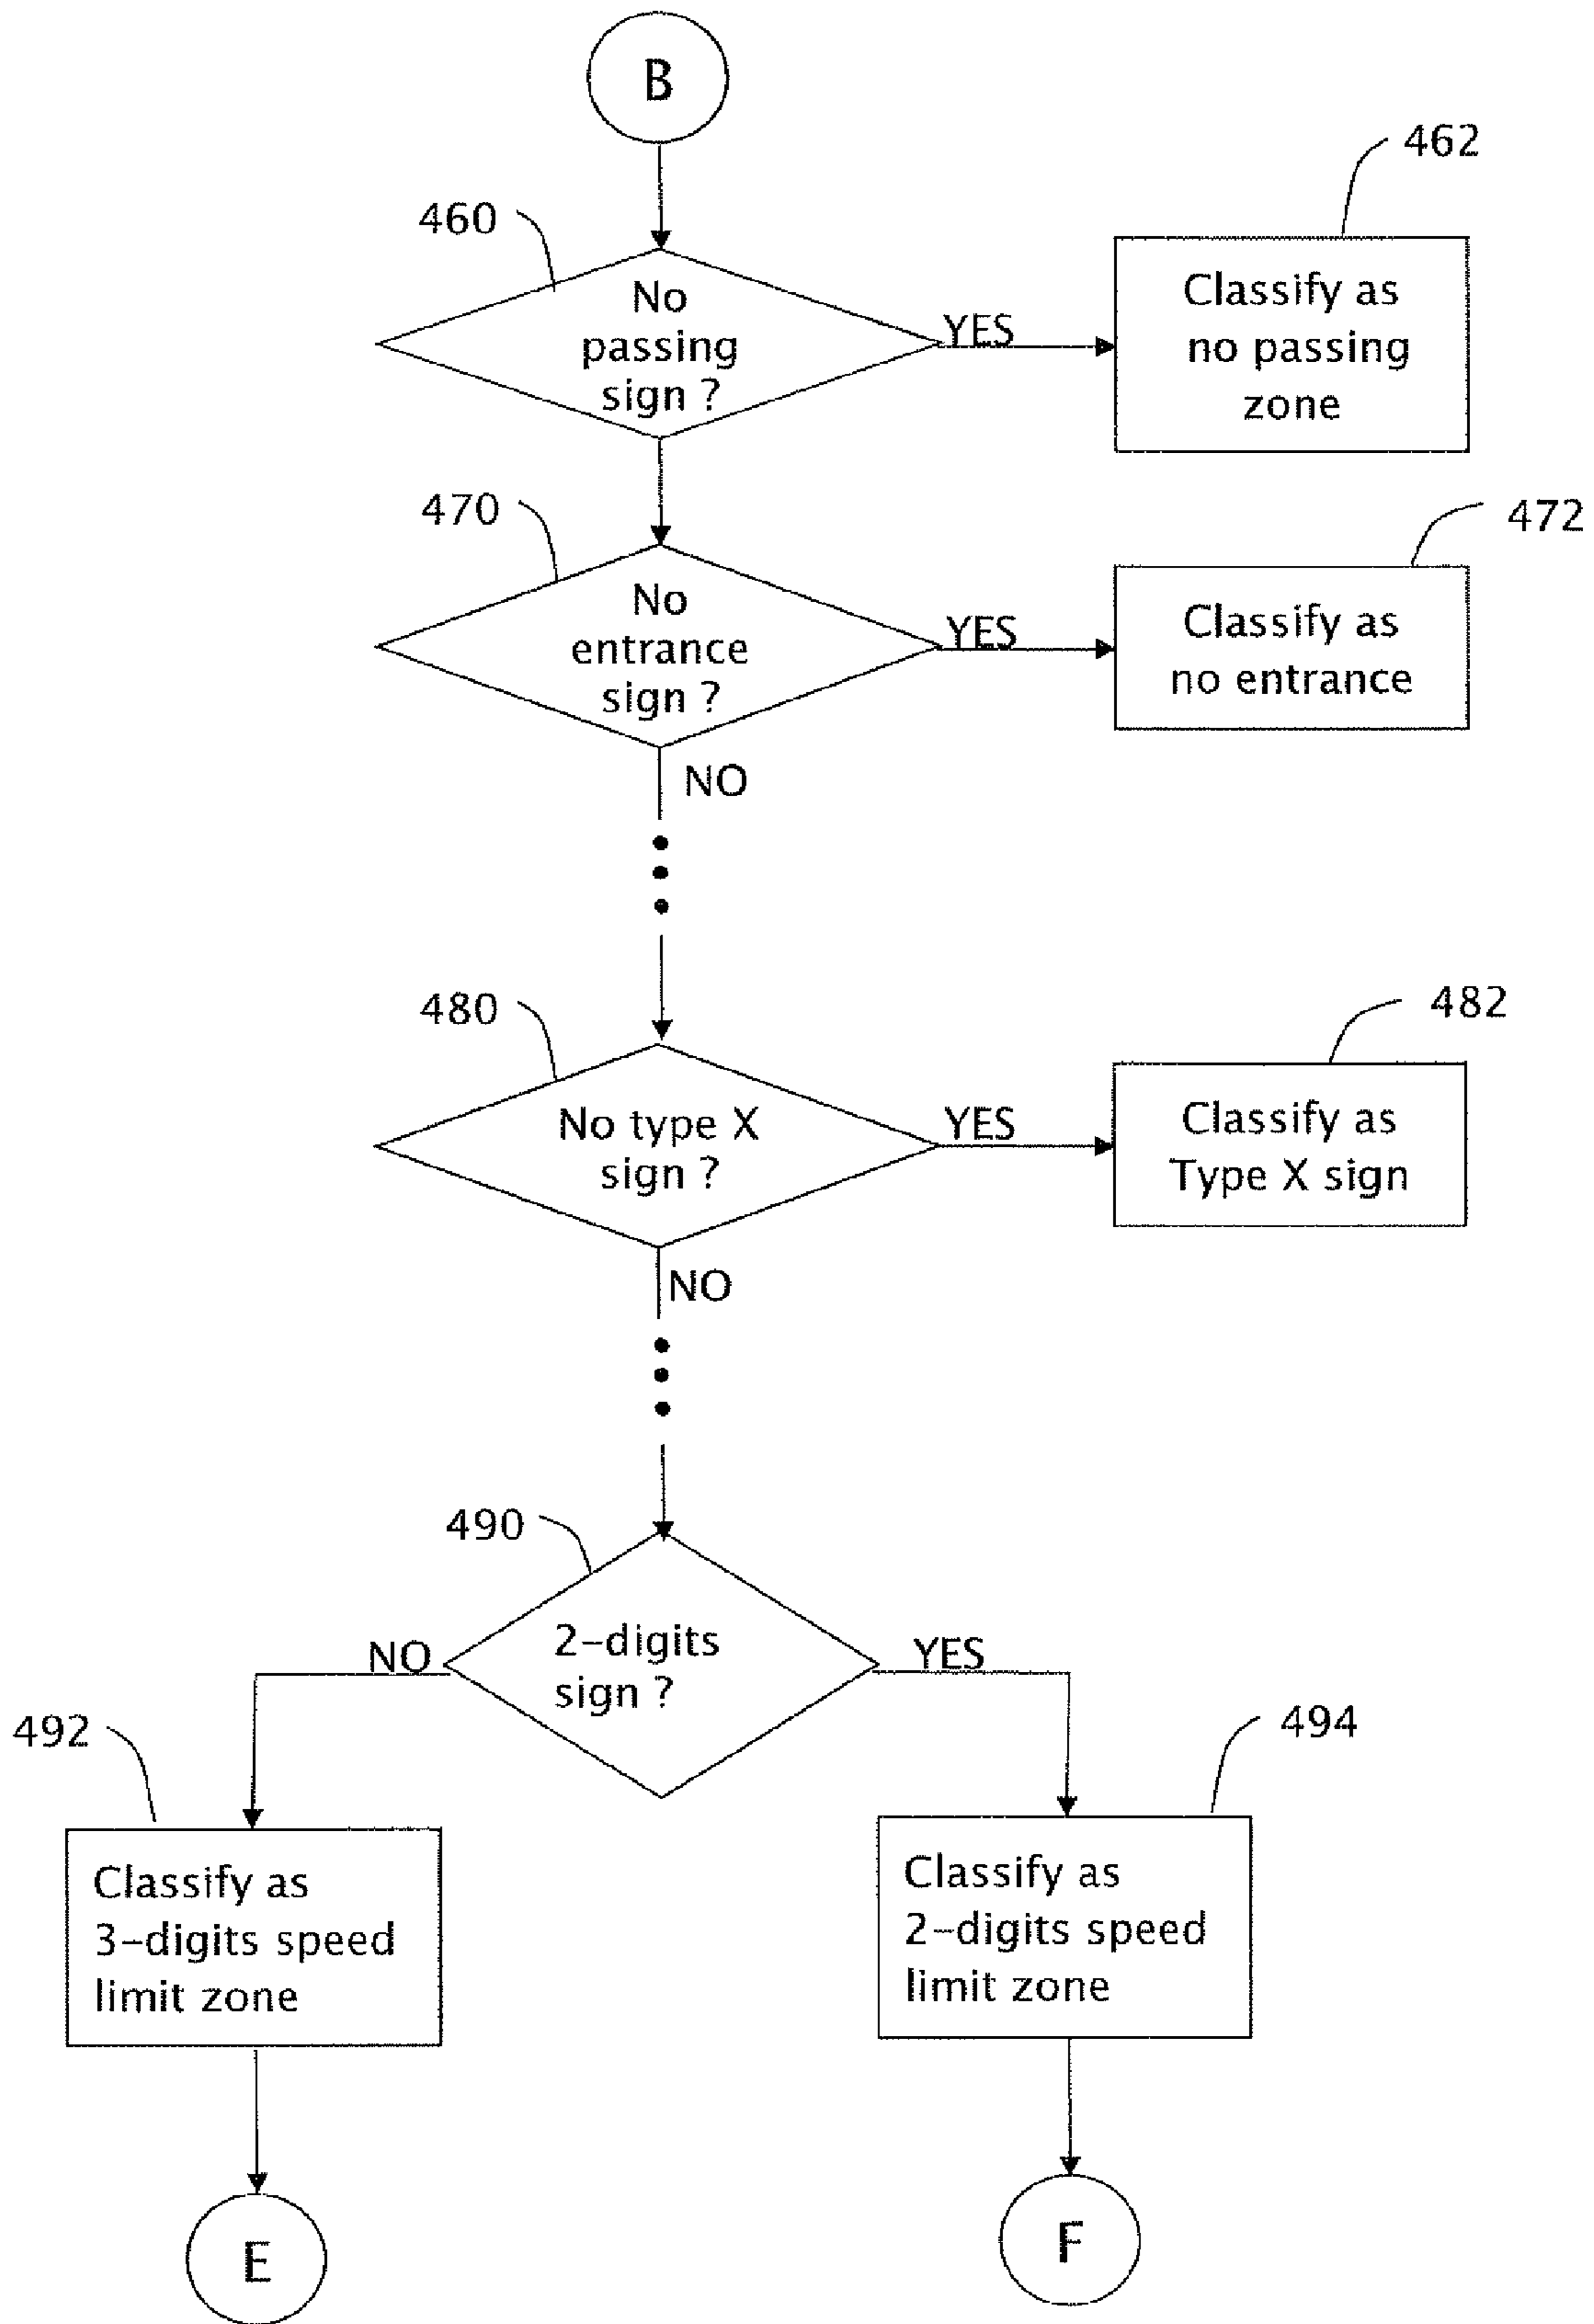 B
462
460
No
passing
sign ?
YES
Classify as
no passing
zone
470
472
No
entrance
sign ?
YES
Classify as
no entrance
NO
480
482
No type X
sign ?
YES
Classify as
Type X sign
NO
490
2-digits
sign ?
NO
YES
492
494
Classify as
3-digits speed
limit zone
Classify as
2-digits speed
limit zone
E
F